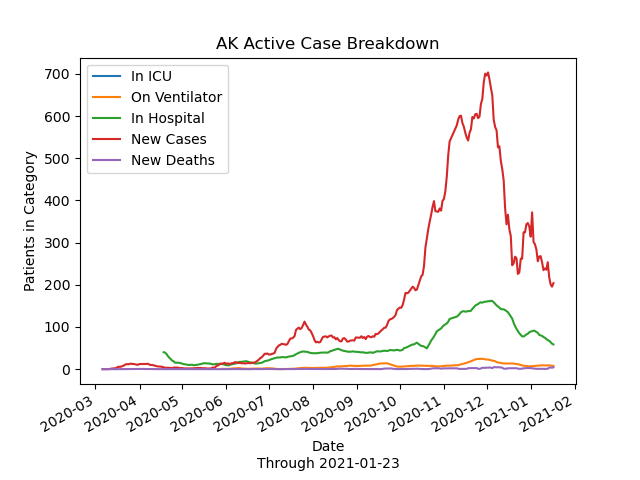 AK Active Case Breakdown
In ICU
On Ventilator
In Hospital
New Cases
New Deaths
Patients in Category
700
600
500
400
300
200
100
0
2020-03
2020-04
2020-05
2020-06
2020-07
2020-08
2020-09
2020-10
2020-11
2020-12
2021-01
2021-02
Date
Through 2021-01-23